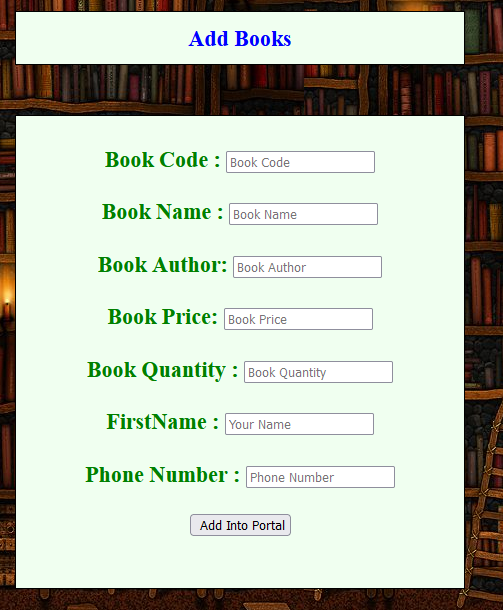 Add Books
Book Code : Book Code
Book Name : Book Name
Book Author: Book Author
Book Price: Book Price
Book Quantity : Book Quantity
FirstName : Your Name
Phone Number : Phone Number
Add Into Portal